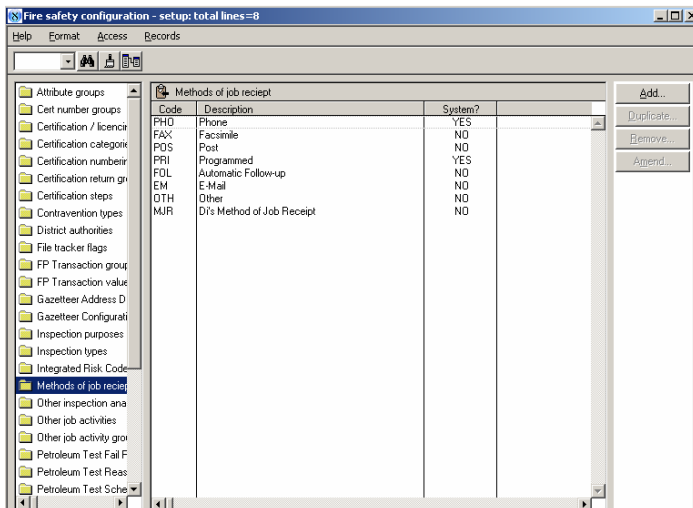 Fire safety configuration - setup: total lines=8
Help Format Access Records
Attribute groups
Cert number groups
Certification / licencin
Certification categorie
Certification numberin
Certification return gr
Certification steps
Contravention types
District authorities
File tracker flags
FP Transaction group
FP Transaction value
Gazetteer Address D
Gazetteer Configurati
Inspection purposes
Inspection types
Integrated Risk Code
Methods of job reciep
Other inspection ana
Other job activities
Other job activity grou
Petroleum Test Fail F
Petroleum Test Reas
Petroleum Test Sche
Methods of job reciept
Code Description System?
PHO Phone YES
FAX Facsimile NO
POS Post NO
PRI Programmed YES
FOL Automatic Follow-up NO
EM E-Mail NO
OTH Other NO
MJR Di's Method of Job Receipt NO
Add...
Duplicate...
Remove...
Amend...